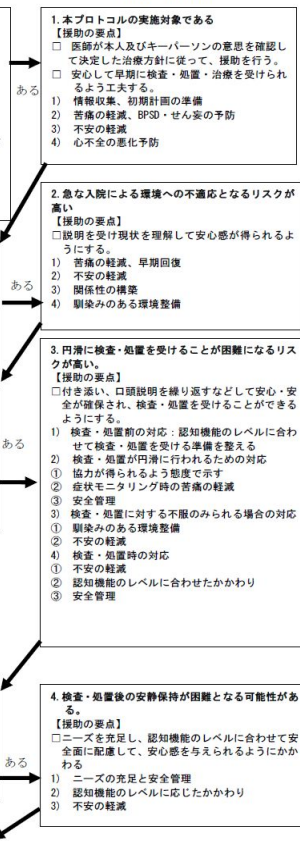 1. 本プロトコルの実施対象である
【援助の要点】
□ 医師が本人及びキーパーソンの意思を確認し
て決定した治療方針に従って、援助を行う。
□ 安心して早期に検査・処置・治療を受けられ
るよう工夫する。
1) 情報収集、初期計画の準備
2) 苦痛の軽減、BPSD・せん妄の予防
3) 不安の軽減
4) 心不全の悪化予防
ある
2. 急な入院による環境への不適応となるリスクが
高い
【援助の要点】
□説明を受け現状を理解して安心感が得られるよ
うにする。
1) 苦痛の軽減、早期回復
2) 不安の軽減
3) 関係性の構築
4) 馴染みのある環境整備
ある
3. 円滑に検査・処置を受けることが困難になるリス
クが高い。
【援助の要点】
□付き添い、口頭説明を繰り返すなどして安心・安
全が確保され、検査・処置を受けることができる
ようにする。
1) 検査・処置前の対応：認知機能のレベルに合わ
せて検査・処置を受ける準備を整える
2) 検査・処置が円滑に行われるための対応
① 協力が得られるよう態度で示す
② 症状モニタリング時の苦痛の軽減
③ 安全管理
3) 検査・処置に対する不服のみられる場合の対応
① 馴染みのある環境整備
② 不安の軽減
4) 検査・処置時の対応
① 不安の軽減
② 認知機能のレベルに合わせたかかわり
③ 安全管理
ある
4. 検査・処置後の安静保持が困難となる可能性があ
る。
【援助の要点】
□ニーズを充足し、認知機能のレベルに合わせて安
全面に配慮して、安心感を与えられるようにかか
わる
1) ニーズの充足と安全管理
2) 認知機能のレベルに応じたかかわり
3) 不安の軽減
ある